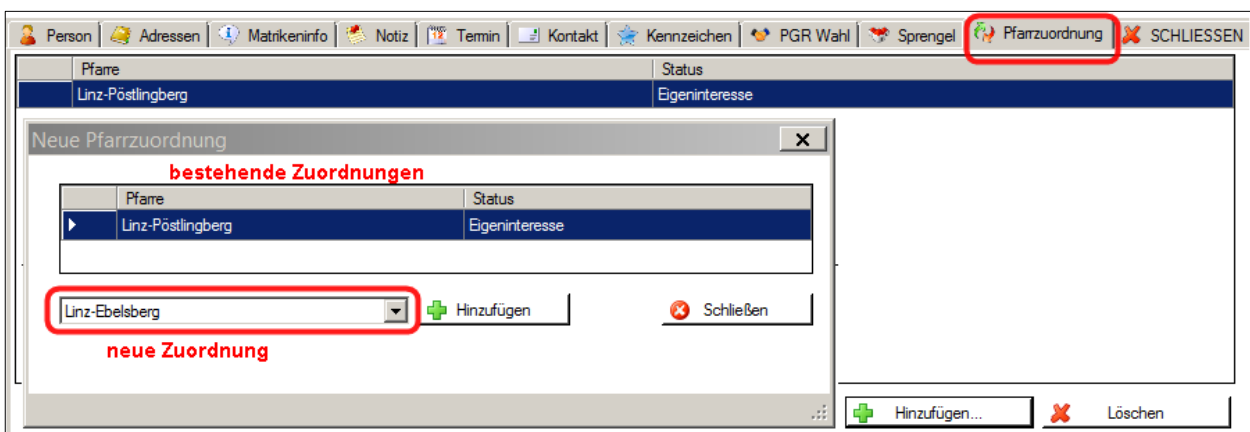 Person Adressen Matrikeninfo Notiz Termin Kontakt Kennzeichen PGR Wahl Sprengel Pfarrzuordnung SCHLIESSEN
Pfarre Status
Linz-Pöstlingberg Eigeninteresse
Neue Pfarrzuordnung
bestehende Zuordnungen
Pfarre Status
Linz-Pöstlingberg Eigeninteresse
Linz-Ebelsberg Hinzufügen Schließen
neue Zuordnung
Hinzufügen... Löschen